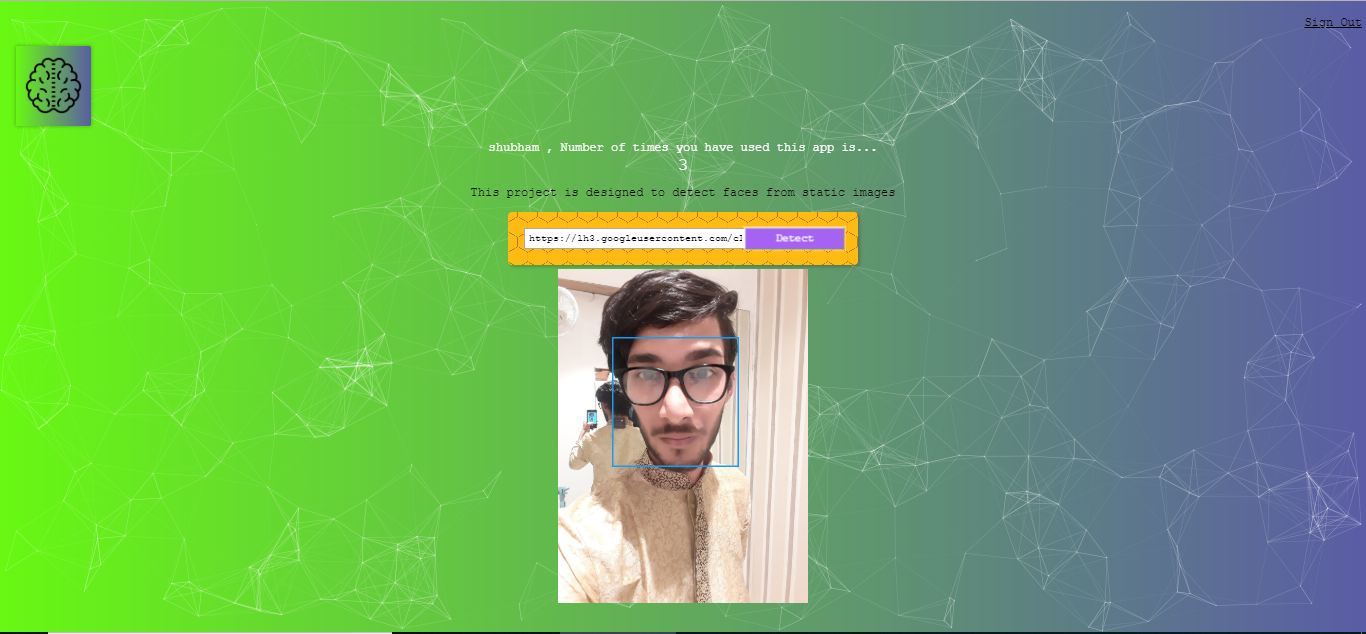 Sign Out
shubham , Number of times you have used this app is...
3
This project is designed to detect faces from static images
https://lh3.googleusercontent.com/cI Detect